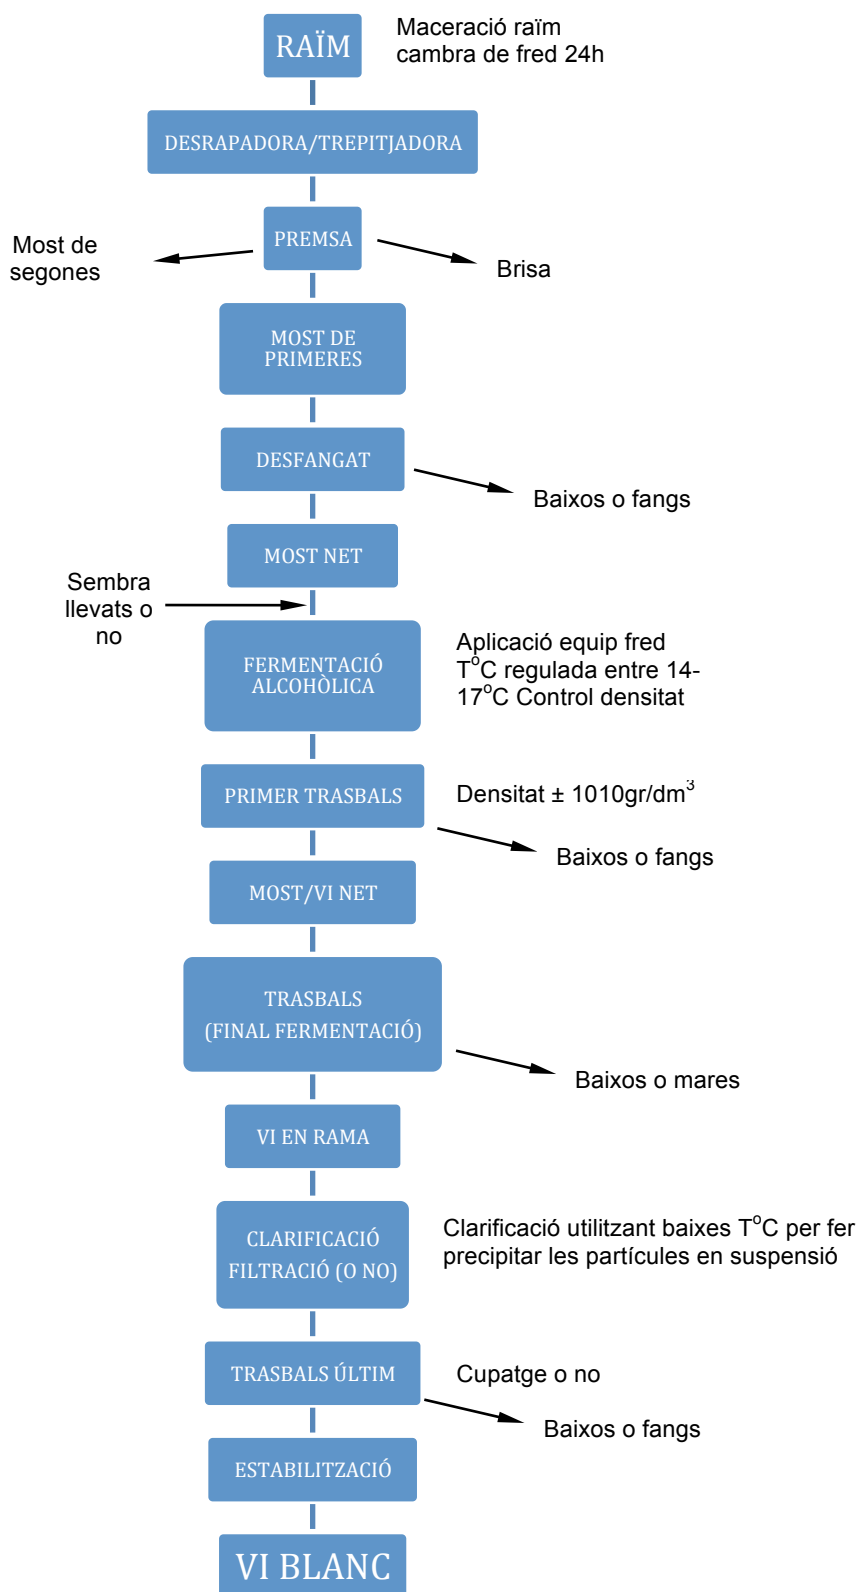 RAÏM
Maceració raïm
cambra de fred 24h
DESRAPADORA/TREPITJADORA
PREMSA
Most de
segones
Brisa
MOST DE
PRIMERES
DESFANGAT
Baixos o fangs
MOST NET
Sembra
llevats o
no
FERMENTACIÓ
ALCOHÒLICA
Aplicació equip fred
TºC regulada entre 14-
17ºC Control densitat
PRIMER TRASBALS
Densitat ± 1010gr/dm³
Baixos o fangs
MOST/VI NET
TRASBALS
(FINAL FERMENTACIÓ)
Baixos o mares
VI EN RAMA
CLARIFICACIÓ
FILTRACIÓ (O NO)
Clarificació utilitzant baixes TºC per fer
precipitar les partícules en suspensió
TRASBALS ÚLTIM
Cupatge o no
Baixos o fangs
ESTABILITZACIÓ
VI BLANC